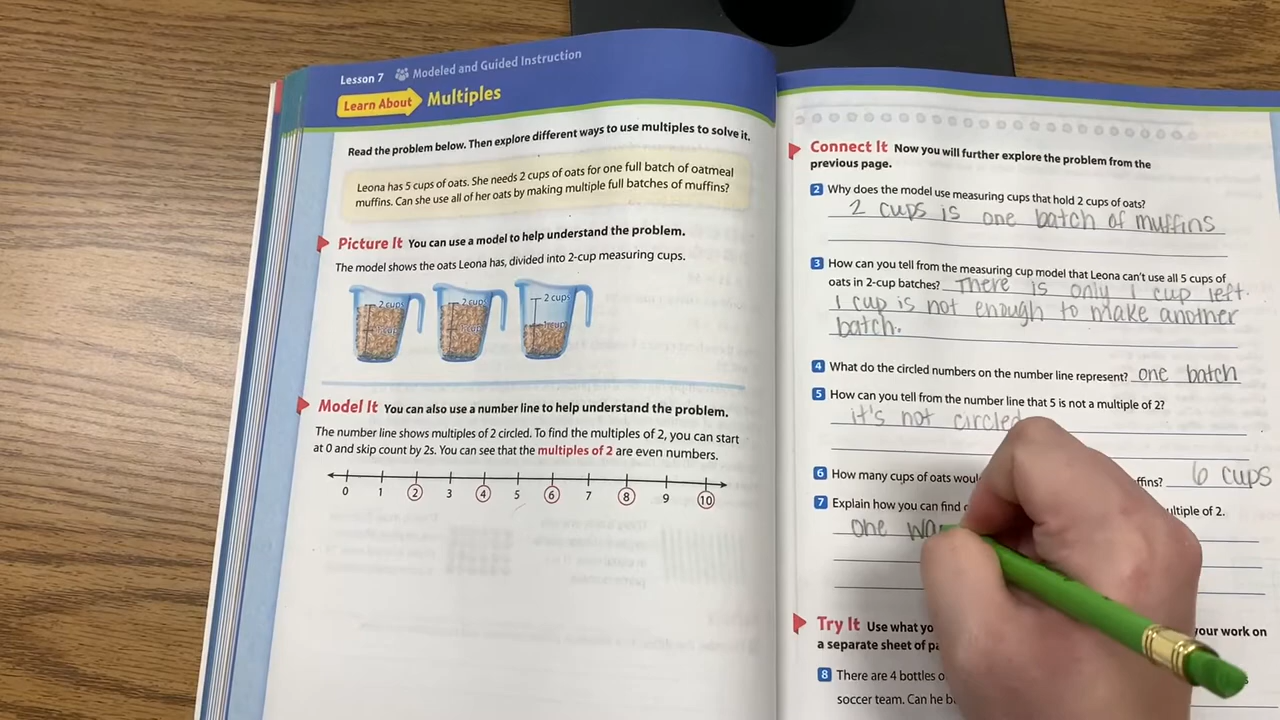 Lesson 7 Modeled and Guided Instruction
Learn About Multiples
Read the problem below. Then explore different ways to use multiples to solve it.
Leona has 5 cups of oats. She needs 2 cups of oats for one full batch of oatmeal
muffins. Can she use all of her oats by making multiple full batches of muffins?
Picture It You can use a model to help understand the problem.
The model shows the oats Leona has, divided into 2-cup measuring cups.
2 cups 2 cups 2 cups
1 cup 1 cup 1 cup
Model It You can also use a number line to help understand the problem.
The number line shows multiples of 2 circled. To find the multiples of 2, you can start
at 0 and skip count by 2s. You can see that the multiples of 2 are even numbers.
0 1 2 3 4 5 6 7 8 9 10
Connect It Now you will further explore the problem from the
previous page.
2 Why does the model use measuring cups that hold 2 cups of oats?
2 cups is one batch of muffins
3 How can you tell from the measuring cup model that Leona can't use all 5 cups of
oats in 2-cup batches? There is only 1 cup left.
1 cup is not enough to make another
batch.
4 What do the circled numbers on the number line represent? one batch
5 How can you tell from the number line that 5 is not a multiple of 2?
it's not circled
6 How many cups of oats woul ffins? 6 cups
7 Explain how you can find ultiple of 2.
one wa
Try It Use what yo your work on
a separate sheet of pa
8 There are 4 bottles o
soccer team. Can he b